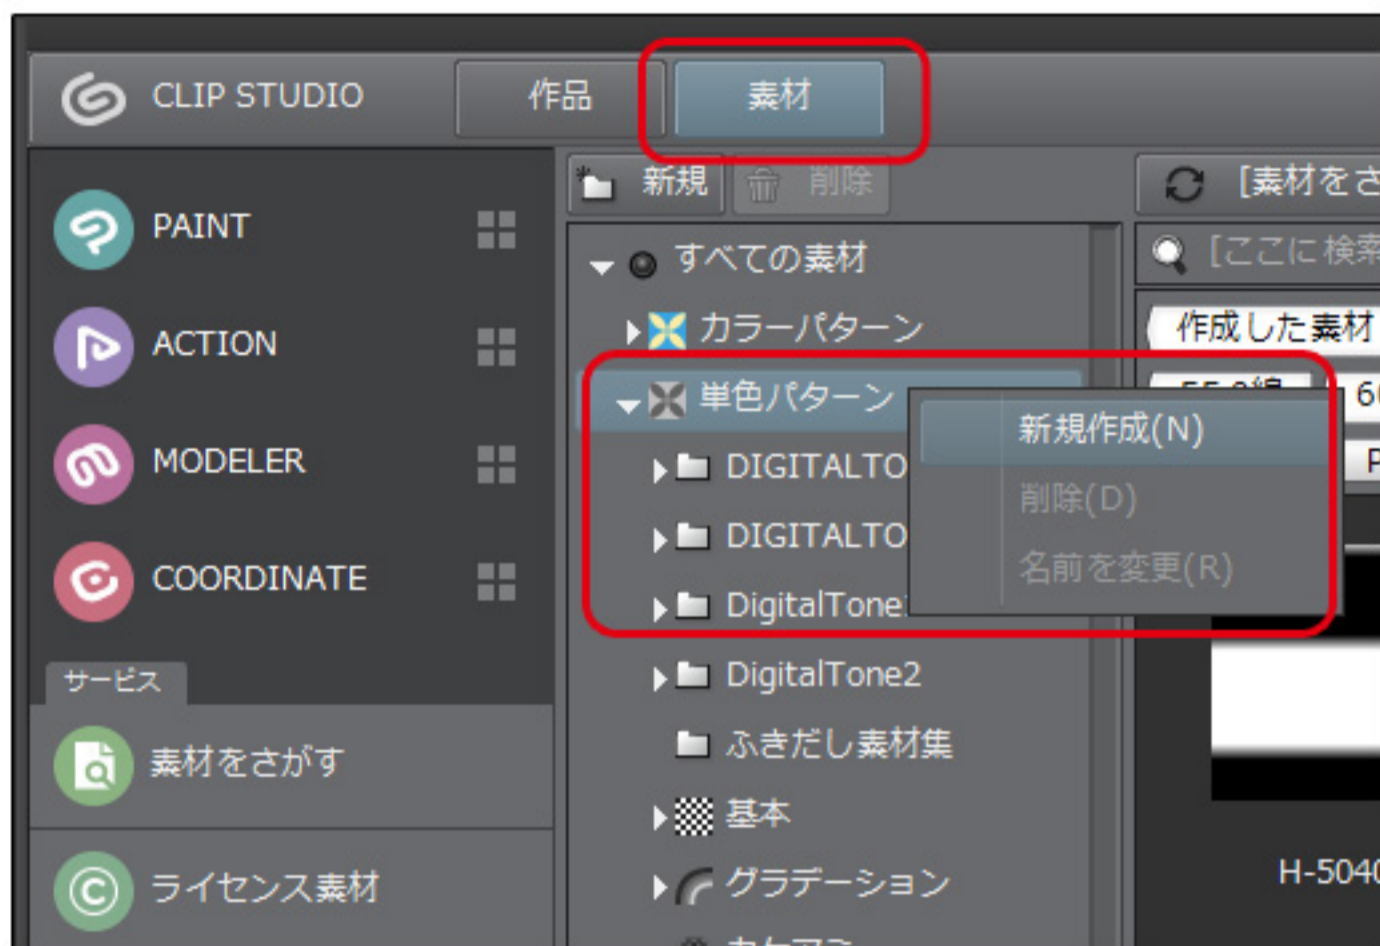 CLIP STUDIO
作品
素材
PAINT
ACTION
MODELER
COORDINATE
サービス
素材をさがす
ライセンス素材
新規
削除
すべての素材
カラーパターン
単色パターン
DIGITALTO
DIGITALTO
DigitalTone
DigitalTone2
ふきだし素材集
基本
グラデーション
新規作成(N)
削除(D)
名前を変更(R)
[素材をさ
[ここに検索
作成した素材
60
P
H-5040